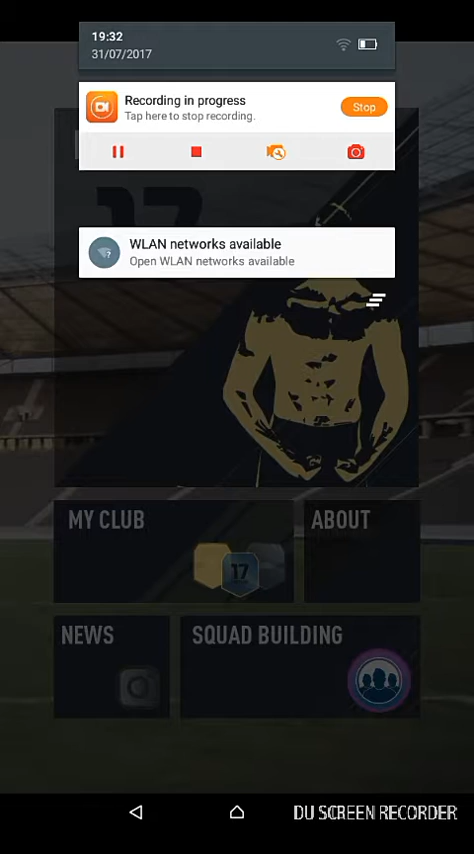 19:32
31/07/2017
Recording in progress
Stop
Tap here to stop recording.
17
WLAN networks available
Open WLAN networks available
MY CLUB
ABOUT
17
NEWS
SQUAD BUILDING
DU SCREEN RECORDER